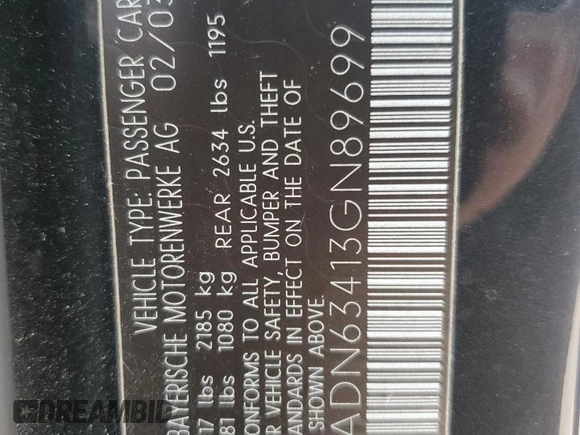 VEHICLE TYPE: PASSENGER CAR
BAYERISCHE MOTORENWERKE AG 02/03
17 lbs 2185 kg
81 lbs 1080 kg REAR 2634 lbs 1195
CONFORMS TO ALL APPLICABLE U.S.
VEHICLE SAFETY, BUMPER AND THEFT
ANDARDS IN EFFECT ON THE DATE OF
SHOWN ABOVE.
ADN63413GN89699
DREAMBID